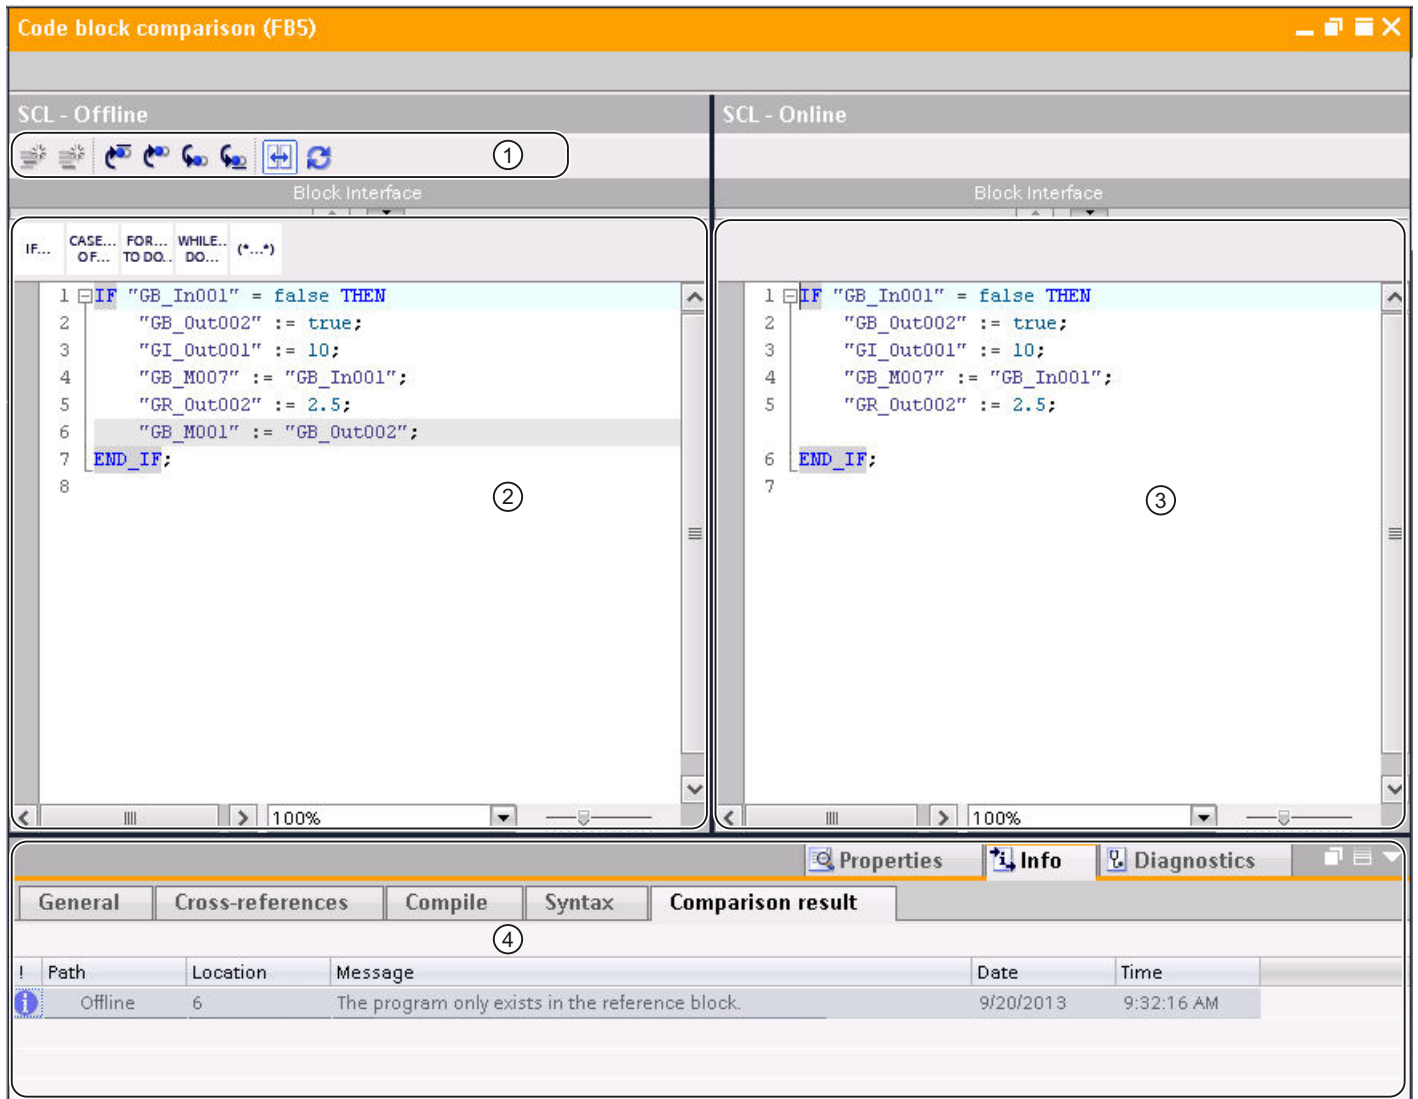 Code block comparison (FB5)
SCL - Offline
SCL - Online
1
Block Interface
Block Interface
IF... CASE... OF... FOR... TO DO.. WHILE.. DO... (*...*)
1 IF "GB_In001" = false THEN
2 "GB_Out002" := true;
3 "GI_Out001" := 10;
4 "GB_M007" := "GB_In001";
5 "GR_Out002" := 2.5;
6 "GB_M001" := "GB_Out002";
7 END_IF;
8
2
100%
1 IF "GB_In001" = false THEN
2 "GB_Out002" := true;
3 "GI_Out001" := 10;
4 "GB_M007" := "GB_In001";
5 "GR_Out002" := 2.5;
6 END_IF;
7
3
100%
Properties Info Diagnostics
General Cross-references Compile Syntax Comparison result
4
! Path Location Message Date Time
Offline 6 The program only exists in the reference block. 9/20/2013 9:32:16 AM